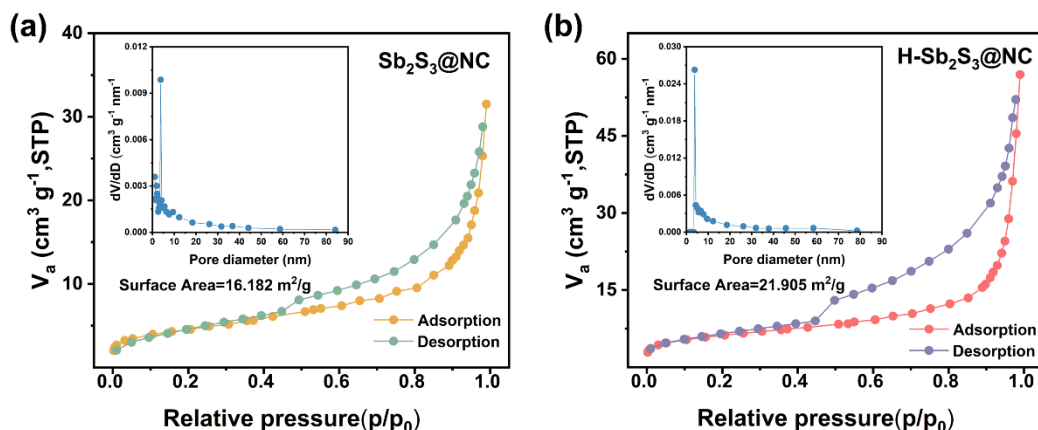 (a)
Sb₂S₃@NC
40
30
20
10
Vₐ (cm³ g⁻¹,STP)
0.0 0.2 0.4 0.6 0.8 1.0
Relative pressure(p/p₀)
0.012
0.009
0.006
0.003
0.000
dV/dD (cm³ g⁻¹ nm⁻¹)
0 10 20 30 40 50 60 70 80 90
Pore diameter (nm)
Surface Area=16.182 m²/g
Adsorption
Desorption
(b)
H-Sb₂S₃@NC
60
45
30
15
Vₐ (cm³ g⁻¹,STP)
0.0 0.2 0.4 0.6 0.8 1.0
Relative pressure(p/p₀)
0.030
0.024
0.018
0.012
0.006
0.000
dV/dD (cm³ g⁻¹ nm⁻¹)
0 10 20 30 40 50 60 70 80 90
Pore diameter (nm)
Surface Area=21.905 m²/g
Adsorption
Desorption